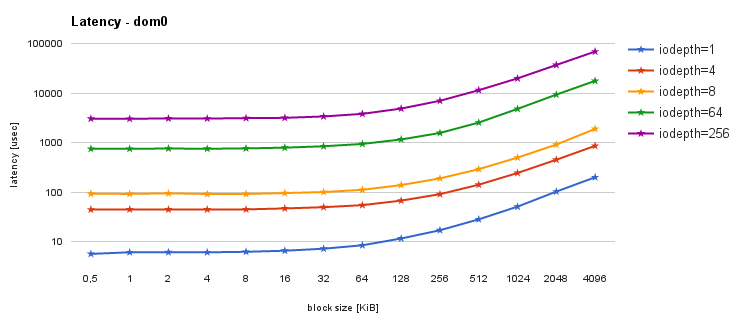 Latency - dom0
100000
10000
1000
100
10
latency [usec]
0,5 1 2 4 8 16 32 64 128 256 512 1024 2048 4096
block size [KiB]
iodepth=1
iodepth=4
iodepth=8
iodepth=64
iodepth=256